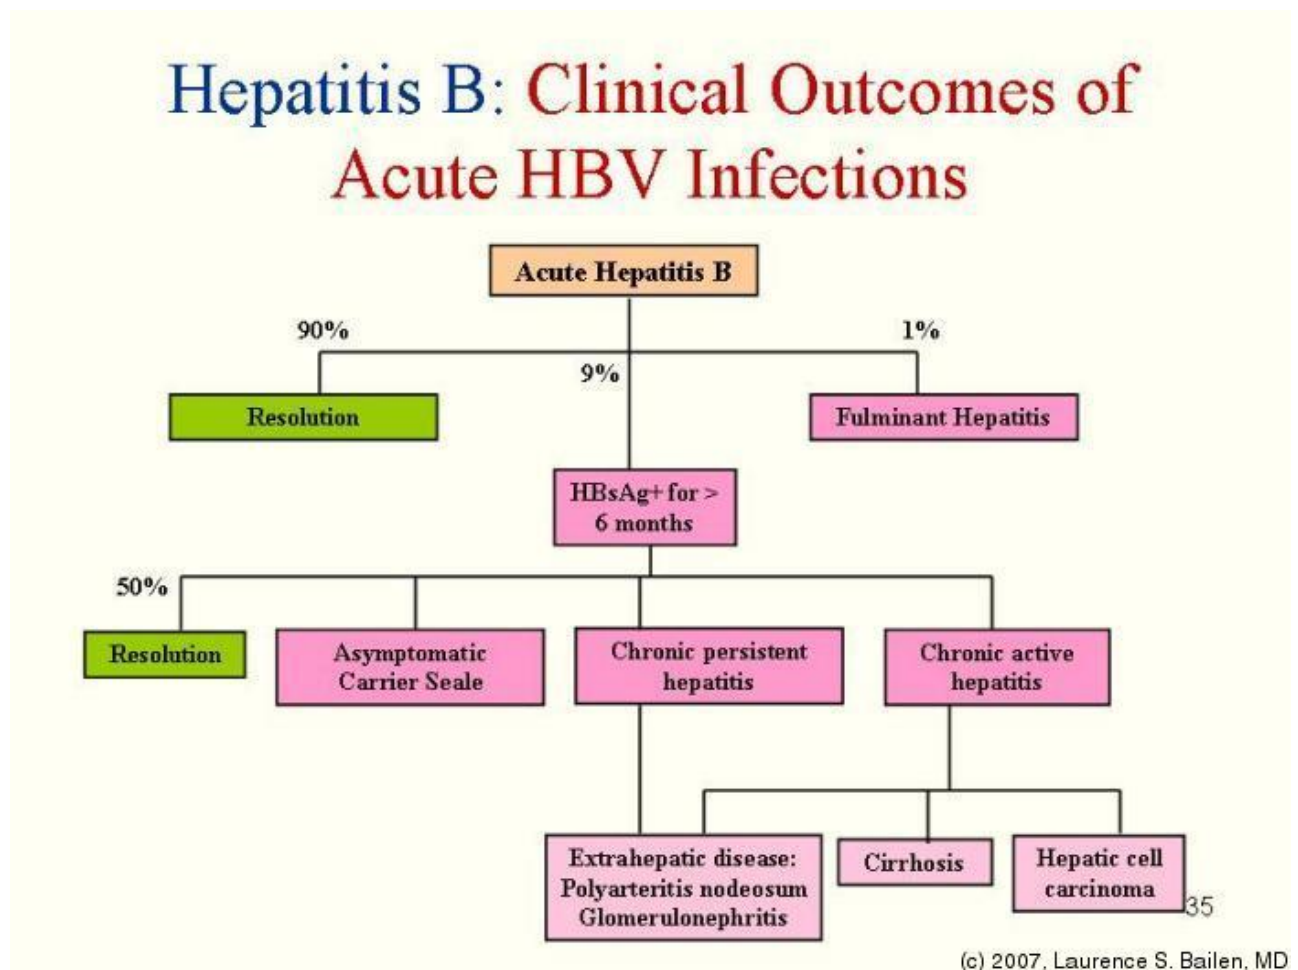 Hepatitis B: Clinical Outcomes of
Acute HBV Infections
Acute Hepatitis B
90%
1%
9%
Resolution
Fulminant Hepatitis
HBsAg+ for >
6 months
50%
Resolution
Asymptomatic
Carrier Seale
Chronic persistent
hepatitis
Chronic active
hepatitis
Extrahepatic disease:
Polyarteritis nodeosum
Glomerulonephritis
Cirrhosis
Hepatic cell
carcinoma
35
(c) 2007, Laurence S. Bailen, MD